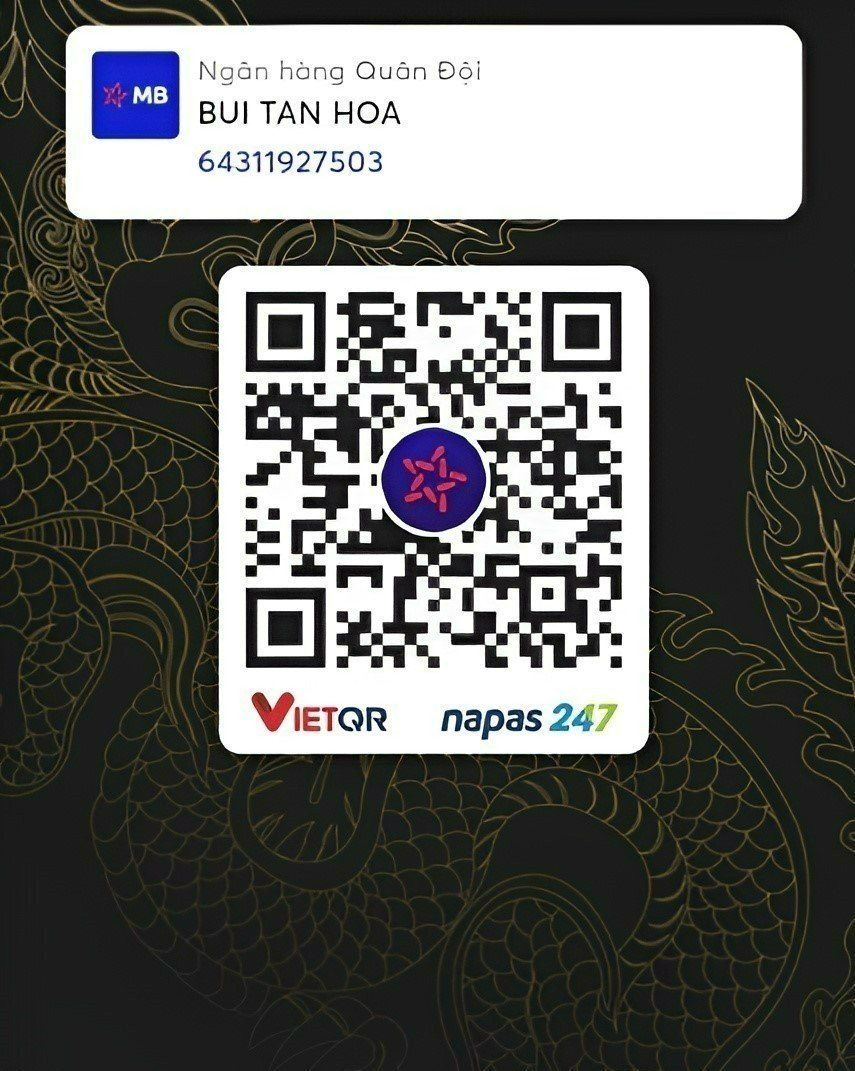 MB
Ngân hàng Quân Đội
BUI TAN HOA
64311927503
VIETQR
napas 247